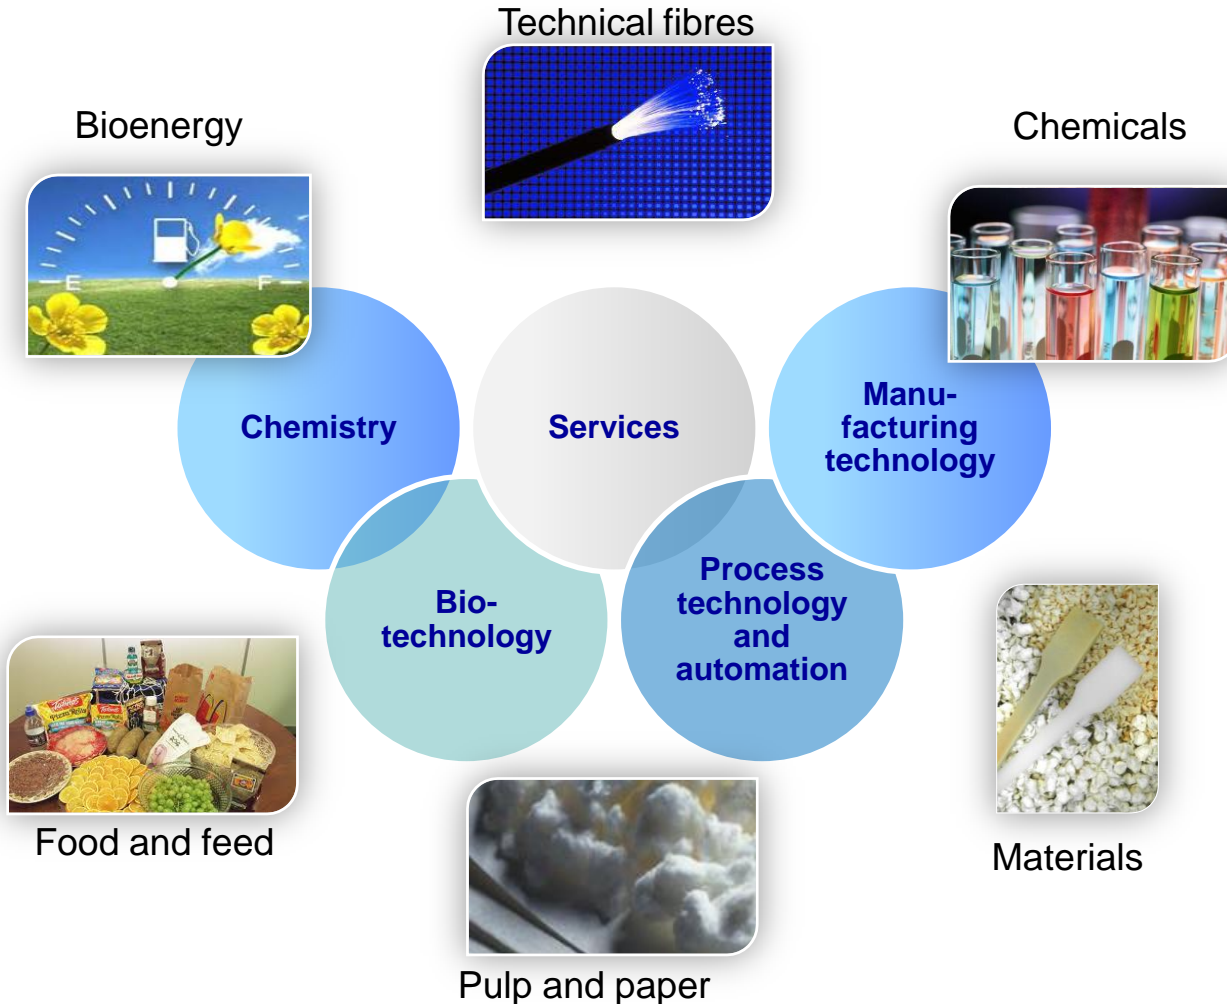 Technical fibres
Bioenergy
Chemicals
E
F
Chemistry
Services
Manu-
facturing
technology
Bio-
technology
Process
technology
and
automation
Food and feed
Materials
Pulp and paper